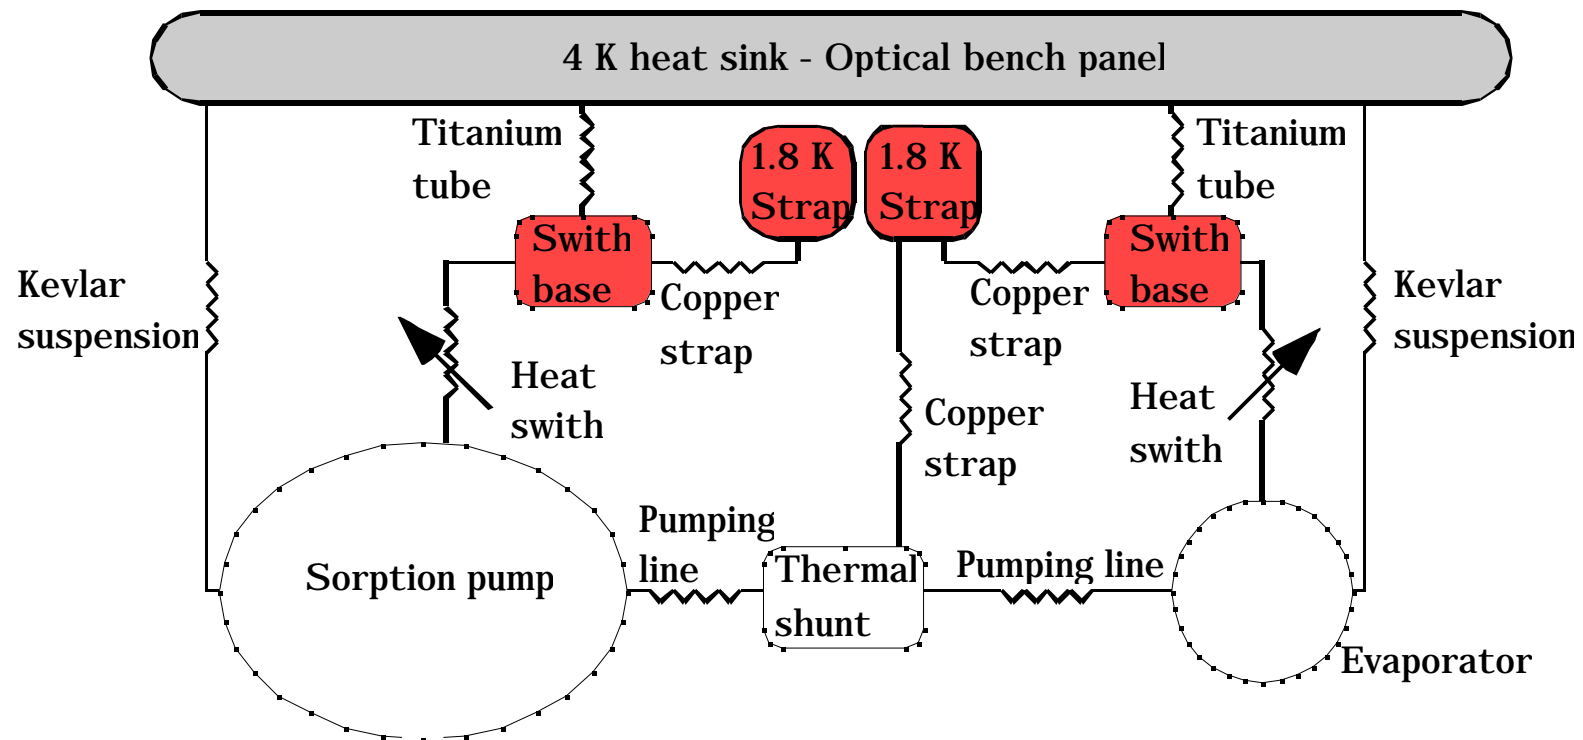 4 K heat sink - Optical bench panel
Titanium
tube
1.8 K
Strap
1.8 K
Strap
Titanium
tube
Swith
base
Swith
base
Kevlar
suspension
Copper
strap
Copper
strap
Kevlar
suspension
Heat
swith
Copper
strap
Heat
swith
Pumping
line
Sorption pump
Thermal
shunt
Pumping line
Evaporator